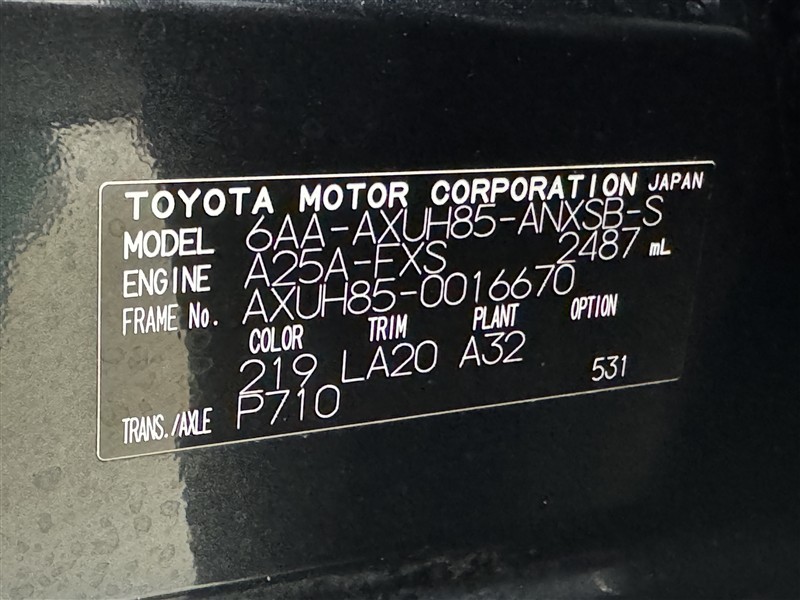 TOYOTA MOTOR CORPORATION JAPAN
MODEL 6AA-AXUH85-ANXSB-S
ENGINE A25A-FXS 2487 mL
FRAME No. AXUH85-0016670
COLOR TRIM PLANT OPTION
219 LA20 A32 531
TRANS./AXLE P710